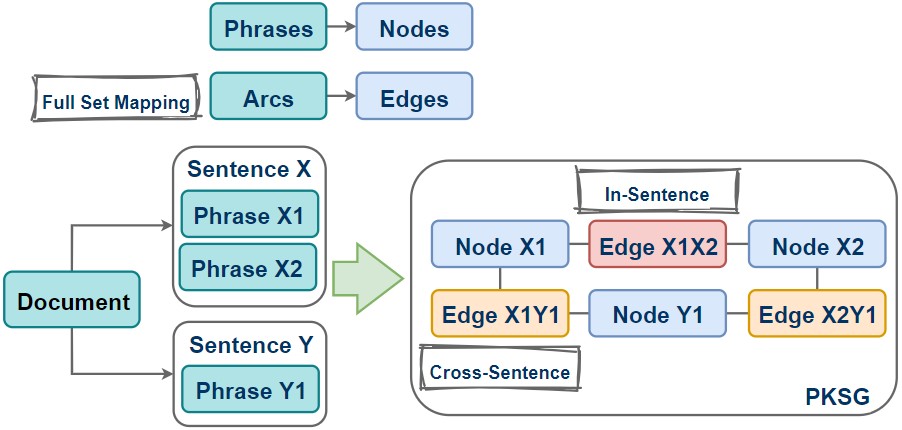 Phrases
Nodes
Full Set Mapping
Arcs
Edges
Document
Sentence X
Phrase X1
Phrase X2
Sentence Y
Phrase Y1
In-Sentence
Node X1
Edge X1X2
Node X2
Edge X1Y1
Node Y1
Edge X2Y1
Cross-Sentence
PKSG